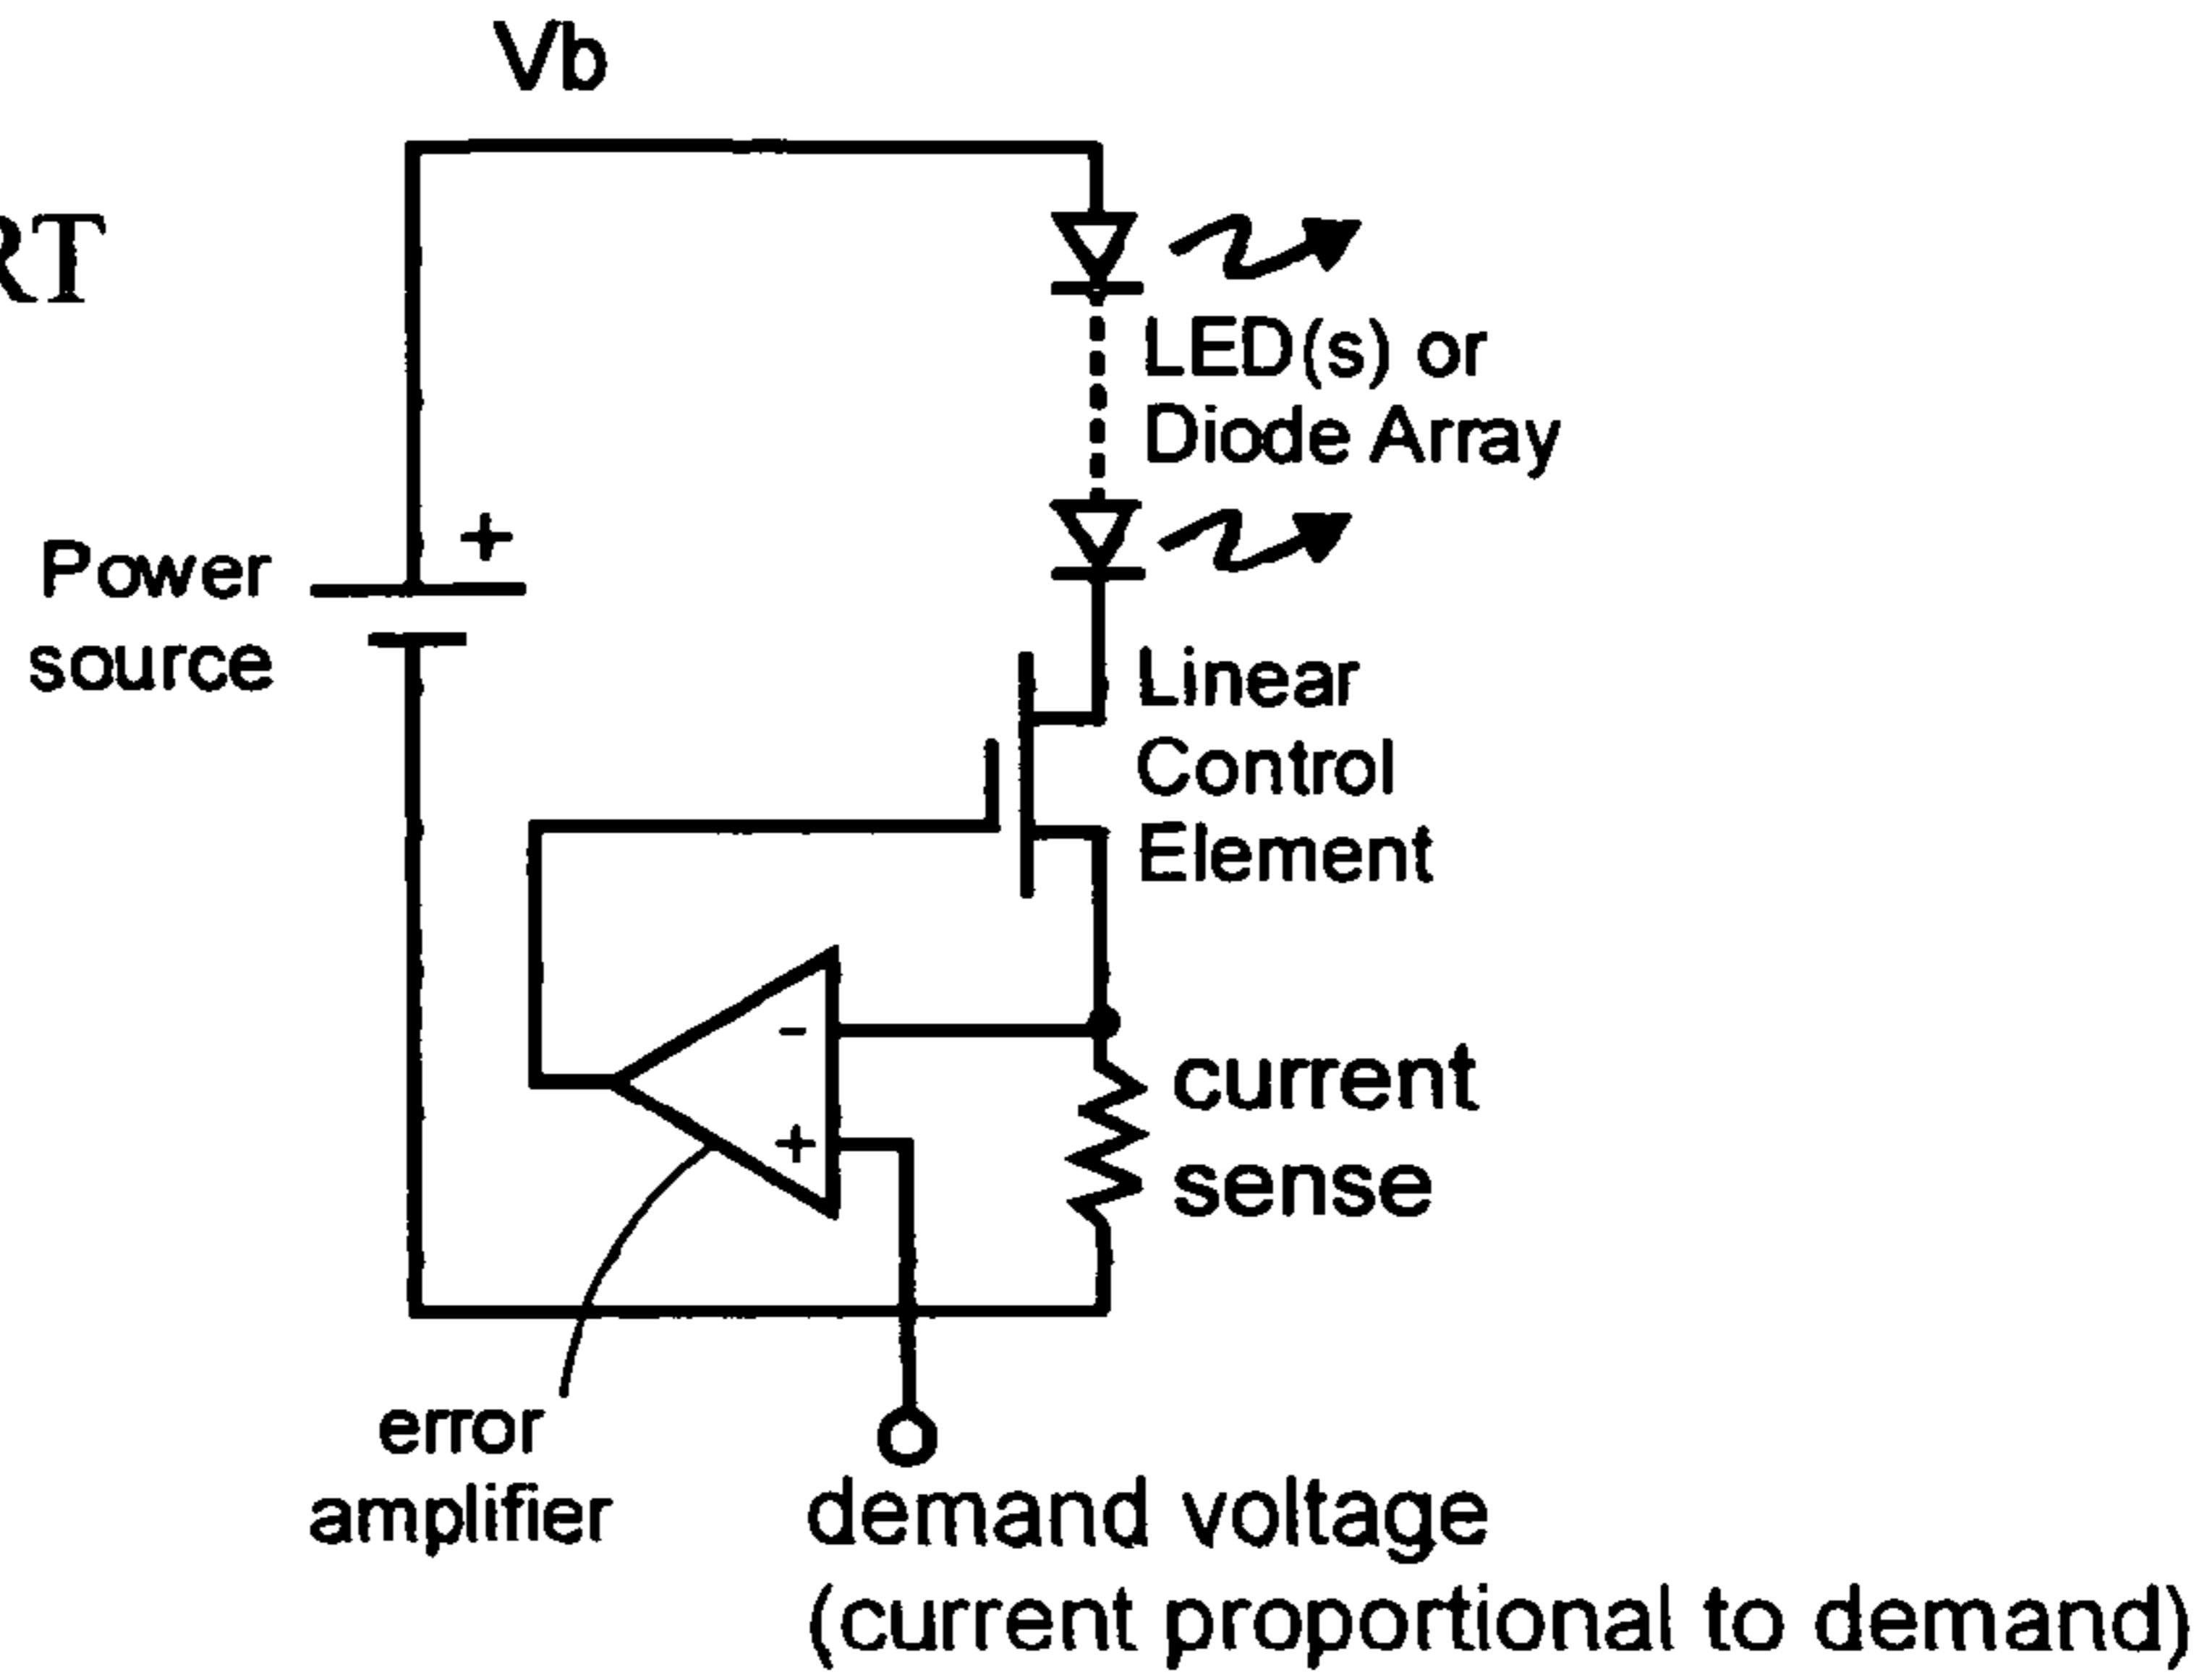 Vb
RT
LED(s) or
Diode Array
+
Power
source
Linear
Control
Element
-
+
current
sense
error
amplifier
demand voltage
(current proportional to demand)